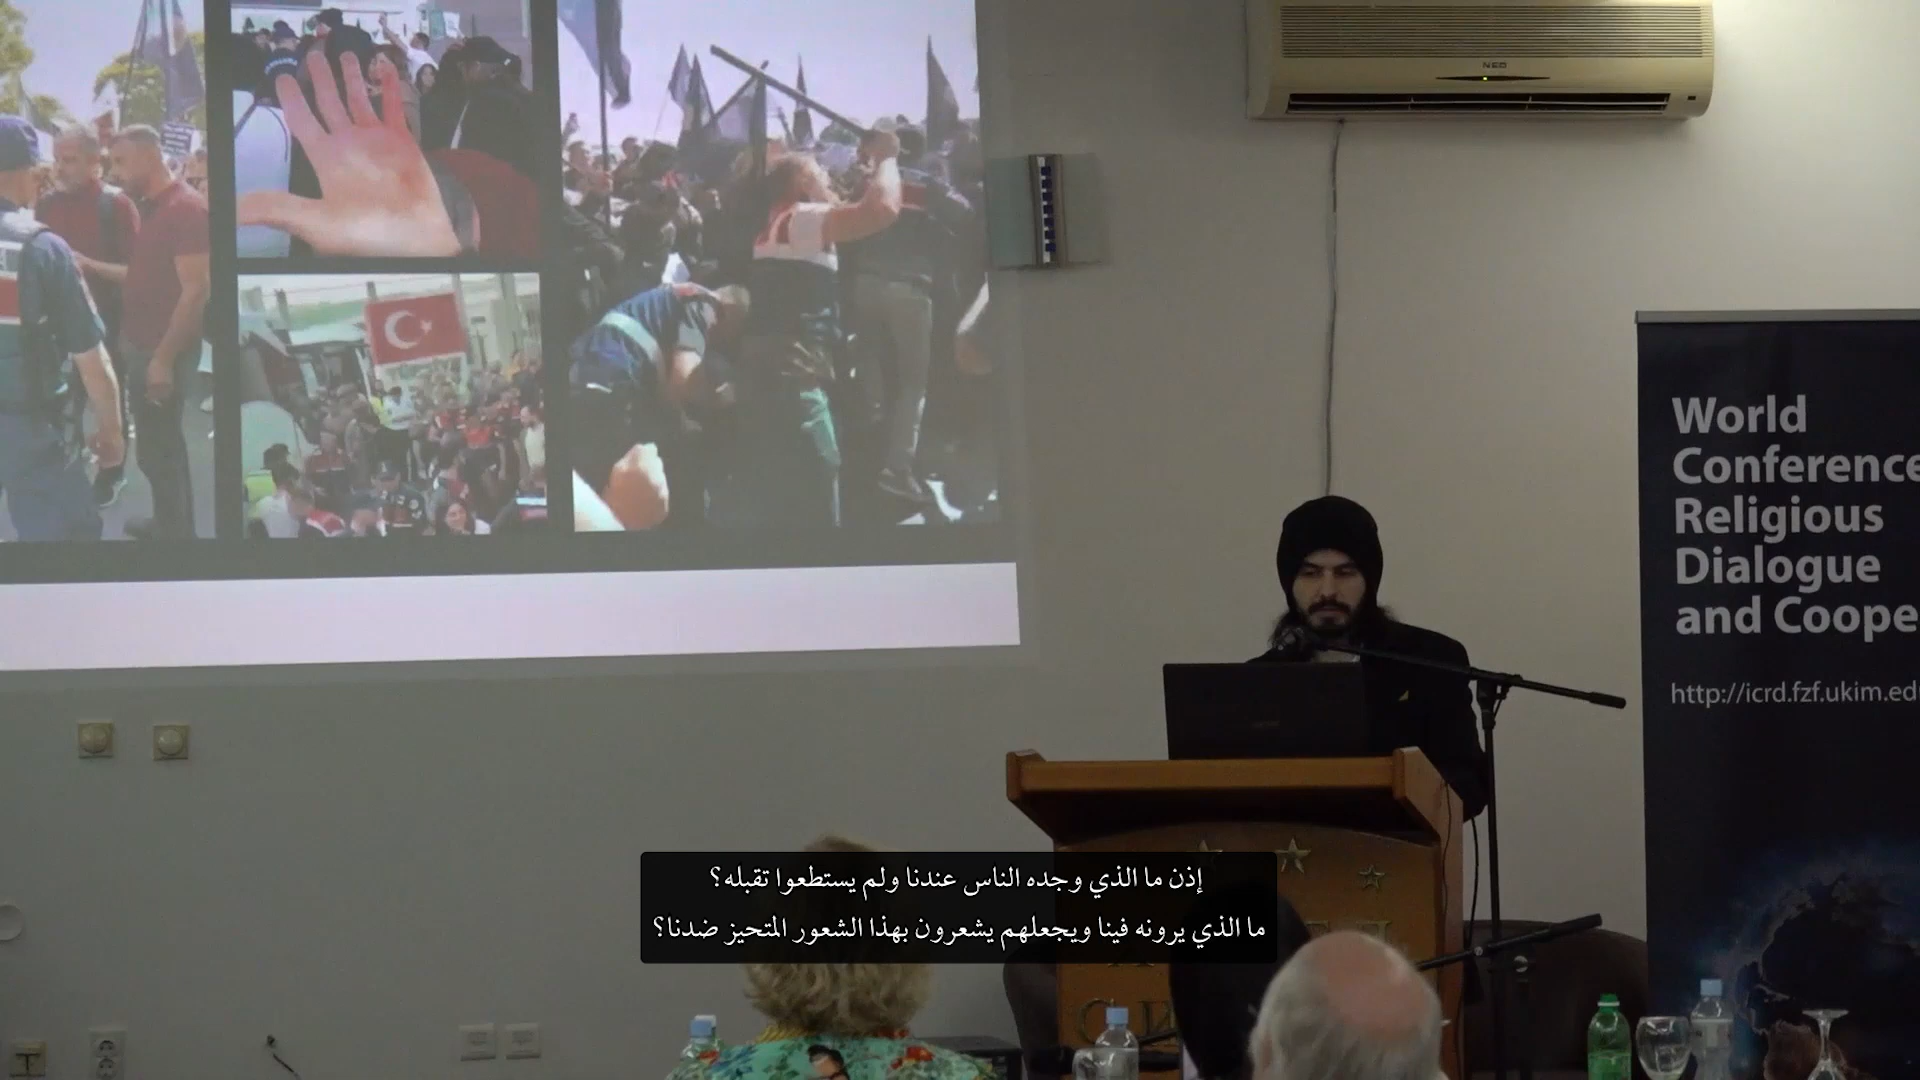 NEO
World
Conference
Religious
Dialogue
and Coope
http://icrd.fzf.ukim.ed
إذن ما الذي وجده الناس عندنا ولم يستطعوا تقبله؟
ما الذي يرونه فينا ويجعلهم يشعرون بهذا الشعور المتحيز ضدنا؟